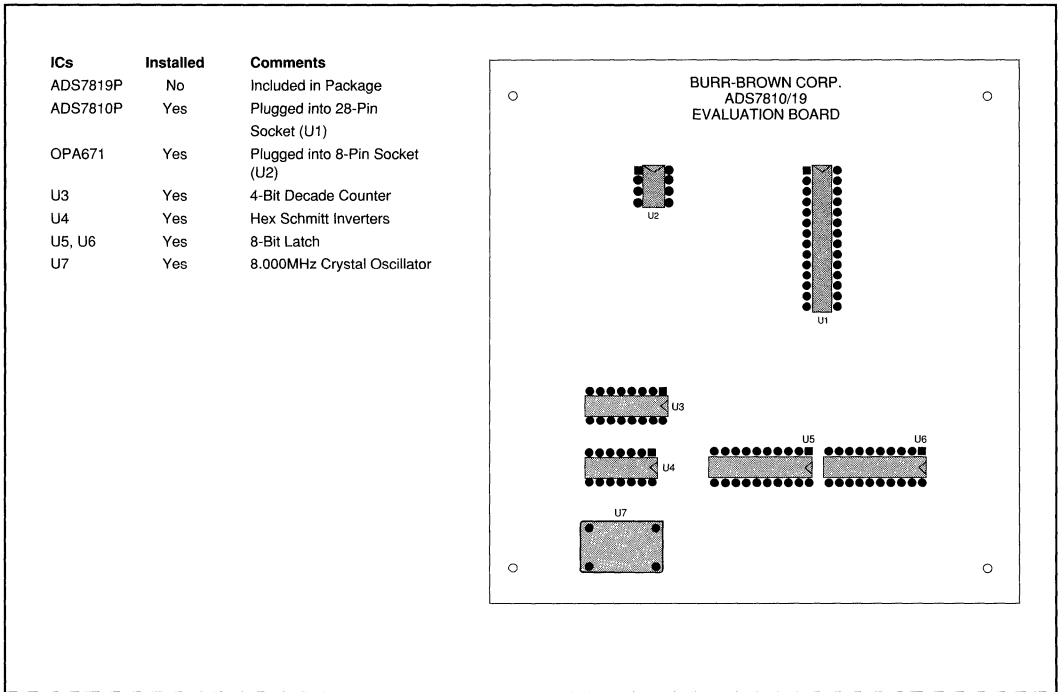 ICs Installed Comments
ADS7819P No Included in Package
ADS7810P Yes Plugged into 28-Pin
Socket (U1)
OPA671 Yes Plugged into 8-Pin Socket
(U2)
U3 Yes 4-Bit Decade Counter
U4 Yes Hex Schmitt Inverters
U5, U6 Yes 8-Bit Latch
U7 Yes 8.000MHz Crystal Oscillator
BURR-BROWN CORP.
ADS7810/19
EVALUATION BOARD
U2
U1
U3
U5
U6
U4
U7